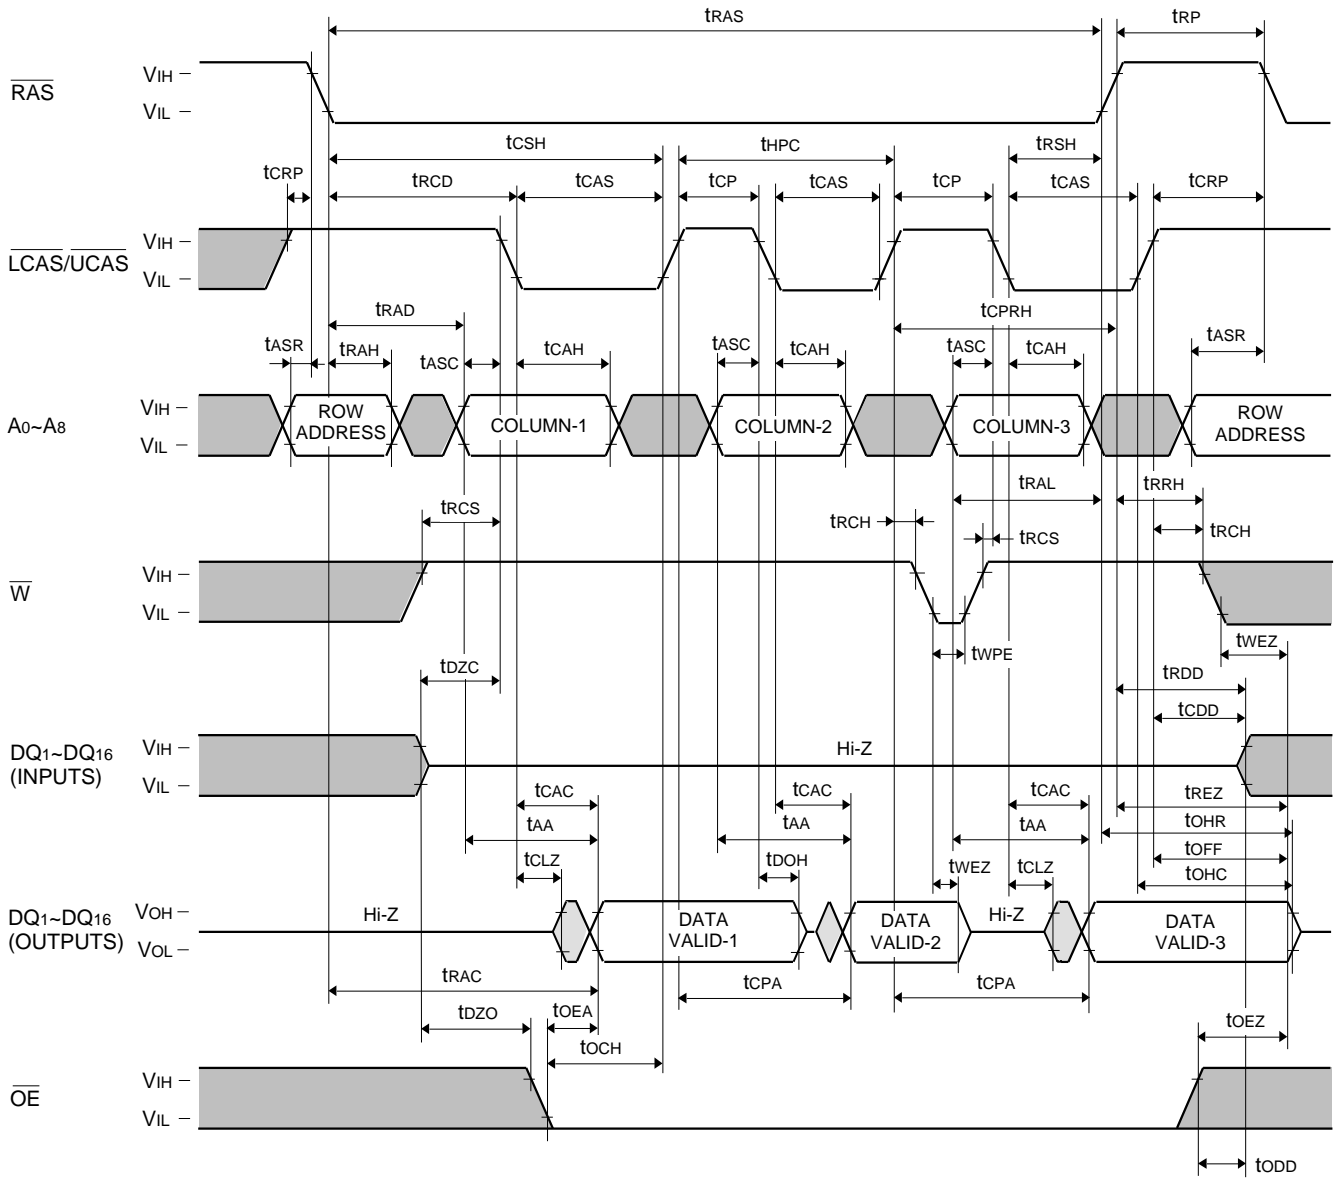 tRAS
tRP
RAS
VIH
VIL
tCSH
tHPC
tRSH
tCRP
tRCD
tCAS
tCP
tCAS
tCP
tCAS
tCRP
LCAS/UCAS
VIH
VIL
tRAD
tCPRH
tASR
tRAH
tASC
tCAH
tASC
tCAH
tASC
tCAH
tASR
A0~A8
VIH
VIL
ROW
ADDRESS
COLUMN-1
COLUMN-2
COLUMN-3
ROW
ADDRESS
tRAL
tRRH
tRCS
tRCH
tRCS
tRCH
W
VIH
VIL
tWPE
tWEZ
tDZC
tRDD
tCDD
DQ1~DQ16
(INPUTS)
VIH
VIL
Hi-Z
tCAC
tCAC
tCAC
tREZ
tAA
tAA
tAA
tOHR
tCLZ
tDOH
tWEZ
tCLZ
tOFF
tOHC
DQ1~DQ16
(OUTPUTS)
VOH
VOL
Hi-Z
DATA
VALID-1
DATA
VALID-2
Hi-Z
DATA
VALID-3
tRAC
tCPA
tCPA
tDZO
tOEA
tOCH
tOEZ
OE
VIH
VIL
tODD